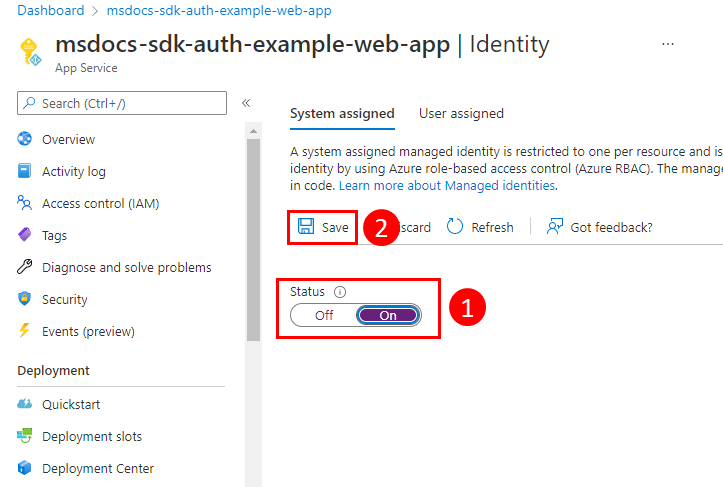 Dashboard > msdocs-sdk-auth-example-web-app
msdocs-sdk-auth-example-web-app | Identity ...
App Service
Search (Ctrl+/)
«
Overview
Activity log
Access control (IAM)
Tags
Diagnose and solve problems
Security
Events (preview)
Deployment
Quickstart
Deployment slots
Deployment Center
System assigned User assigned
A system assigned managed identity is restricted to one per resource and is
identity by using Azure role-based access control (Azure RBAC). The manage
in code. Learn more about Managed identities.
Save 2 scard Refresh Got feedback?
Status
Off On 1